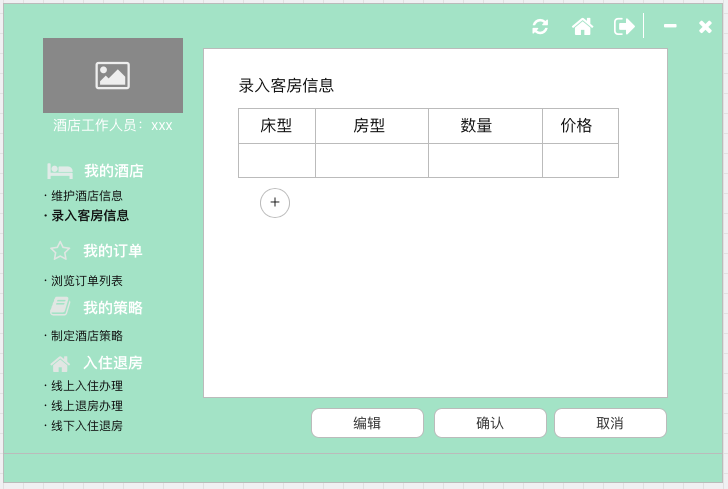 录入客房信息
床型 房型 数量 价格
+
酒店工作人员：xxx
我的酒店
· 维护酒店信息
· 录入客房信息
我的订单
· 浏览订单列表
我的策略
· 制定酒店策略
入住退房
· 线上入住办理
· 线上退房办理
· 线下入住退房
编辑 确认 取消